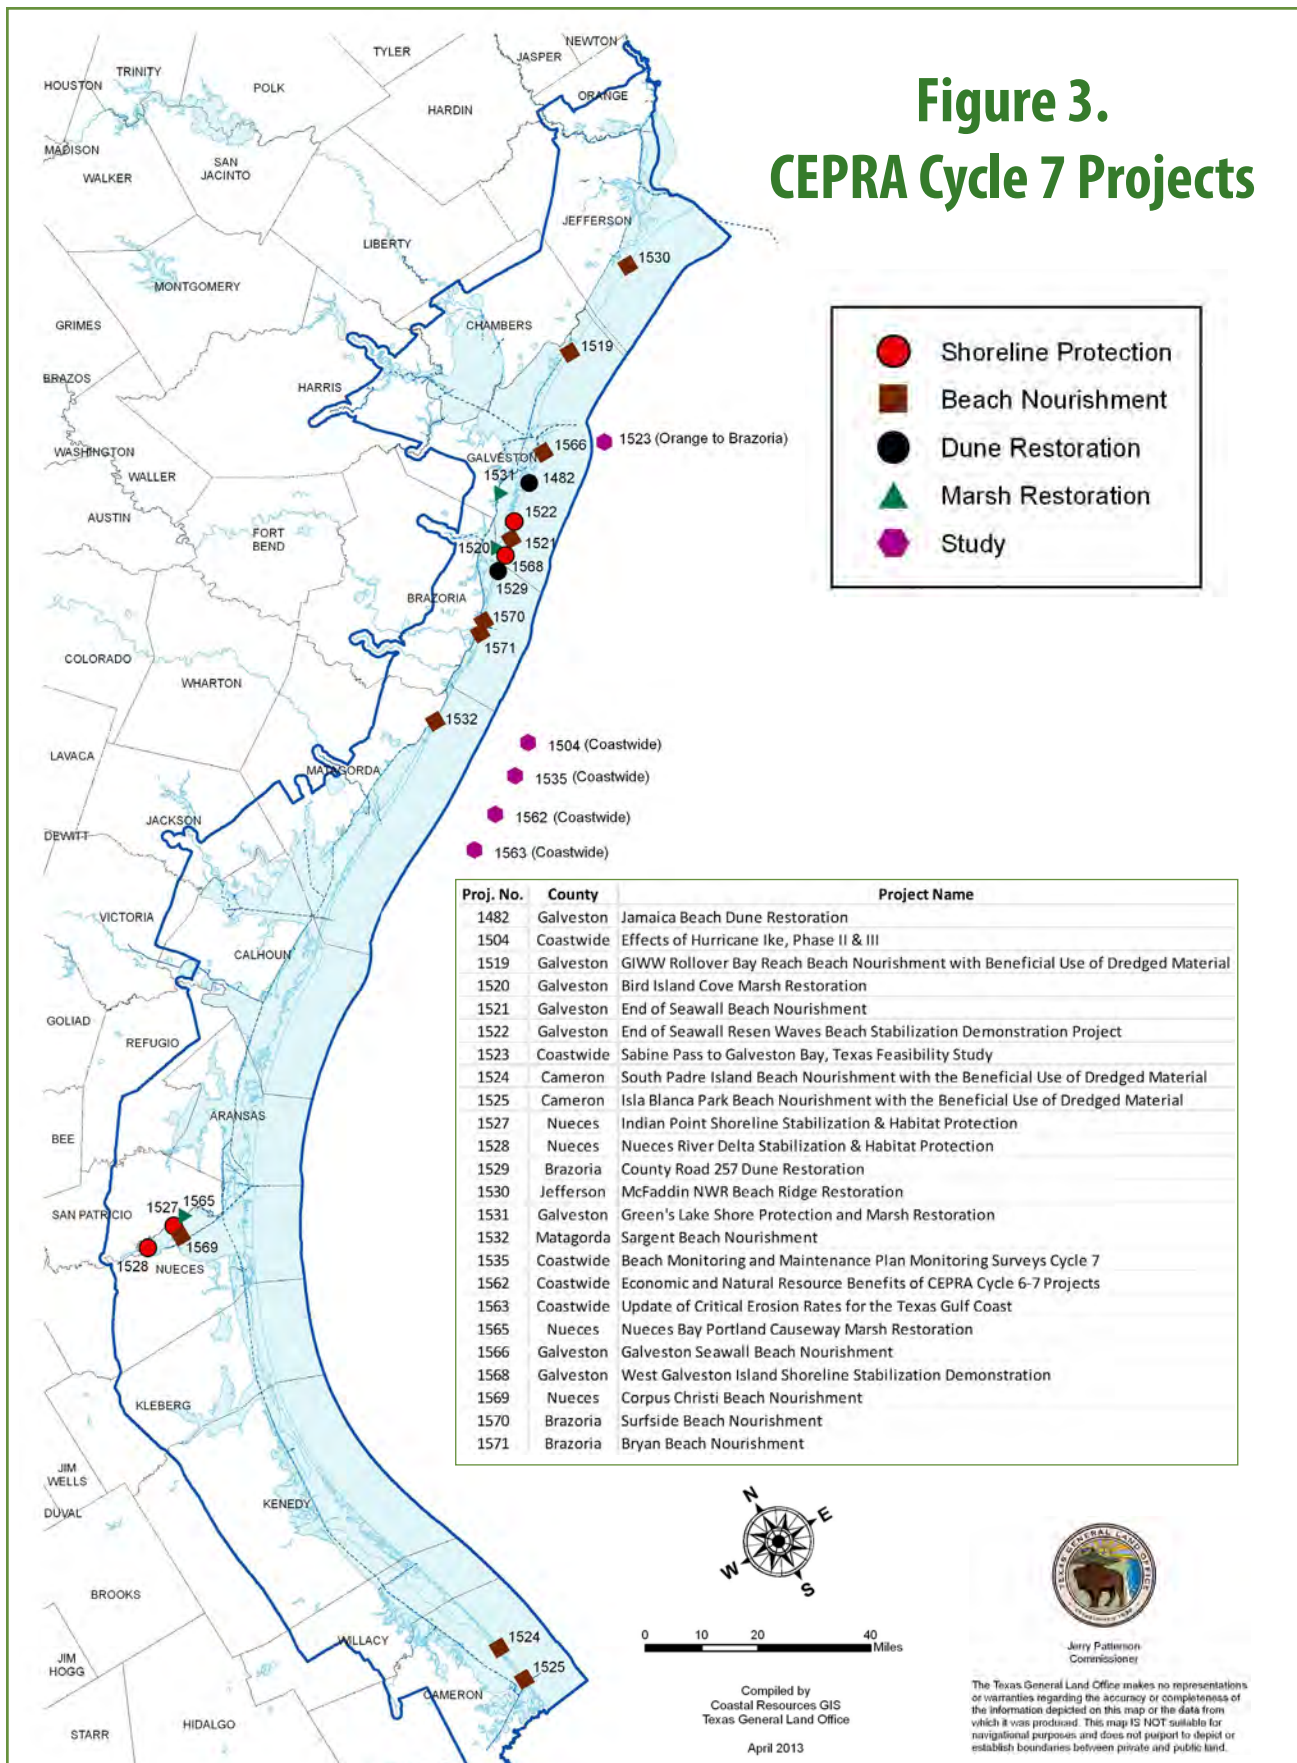 Figure 3.
CEPRA Cycle 7 Projects
NEWTON
TYLER
JASPER
TRINITY
HOUSTON
POLK
ORANGE
HARDIN
MADISON
SAN
JACINTO
WALKER
JEFFERSON
LIBERTY
1530
MONTGOMERY
GRIMES
CHAMBERS
1519
BRAZOS
HARRIS
Shoreline Protection
Beach Nourishment
Dune Restoration
Marsh Restoration
Study
1523 (Orange to Brazoria)
1566
WASHINGTON
GALVESTON
WALLER
1531
1482
AUSTIN
1522
FORT
BEND
1521
1520
1568
1529
BRAZORIA
1570
1571
COLORADO
WHARTON
1532
1504 (Coastwide)
LAVACA
MATAGORDA
1535 (Coastwide)
1562 (Coastwide)
JACKSON
DEWITT
1563 (Coastwide)
VICTORIA
CALHOUN
GOLIAD
REFUGIO
ARANSAS
BEE
1565
1527
SAN PATRICIO
1569
1528
NUECES
KLEBERG
JIM
WELLS
KENEDY
DUVAL
BROOKS
WILLACY
1524
JIM
HOGG
1525
CAMERON
HIDALGO
STARR
Proj. No. County Project Name
1482 Galveston Jamaica Beach Dune Restoration
1504 Coastwide Effects of Hurricane Ike, Phase II & III
1519 Galveston GIWW Rollover Bay Reach Beach Nourishment with Beneficial Use of Dredged Material
1520 Galveston Bird Island Cove Marsh Restoration
1521 Galveston End of Seawall Beach Nourishment
1522 Galveston End of Seawall Resen Waves Beach Stabilization Demonstration Project
1523 Coastwide Sabine Pass to Galveston Bay, Texas Feasibility Study
1524 Cameron South Padre Island Beach Nourishment with the Beneficial Use of Dredged Material
1525 Cameron Isla Blanca Park Beach Nourishment with the Beneficial Use of Dredged Material
1527 Nueces Indian Point Shoreline Stabilization & Habitat Protection
1528 Nueces Nueces River Delta Stabilization & Habitat Protection
1529 Brazoria County Road 257 Dune Restoration
1530 Jefferson McFaddin NWR Beach Ridge Restoration
1531 Galveston Green's Lake Shore Protection and Marsh Restoration
1532 Matagorda Sargent Beach Nourishment
1535 Coastwide Beach Monitoring and Maintenance Plan Monitoring Surveys Cycle 7
1562 Coastwide Economic and Natural Resource Benefits of CEPRA Cycle 6-7 Projects
1563 Coastwide Update of Critical Erosion Rates for the Texas Gulf Coast
1565 Nueces Nueces Bay Portland Causeway Marsh Restoration
1566 Galveston Galveston Seawall Beach Nourishment
1568 Galveston West Galveston Island Shoreline Stabilization Demonstration
1569 Nueces Corpus Christi Beach Nourishment
1570 Brazoria Surfside Beach Nourishment
1571 Brazoria Bryan Beach Nourishment
N
E
W
S
0 10 20 40
Miles
Compiled by
Coastal Resources GIS
Texas General Land Office
April 2013
TEXAS GENERAL LAND OFFICE
Jerry Patterson
Commissioner
The Texas General Land Office makes no representations
or warranties regarding the accuracy or completeness of
the information depicted on this map or the data from
which it was produced. This map IS NOT suitable for
navigational purposes and does not purport to depict or
establish boundaries between private and public land.